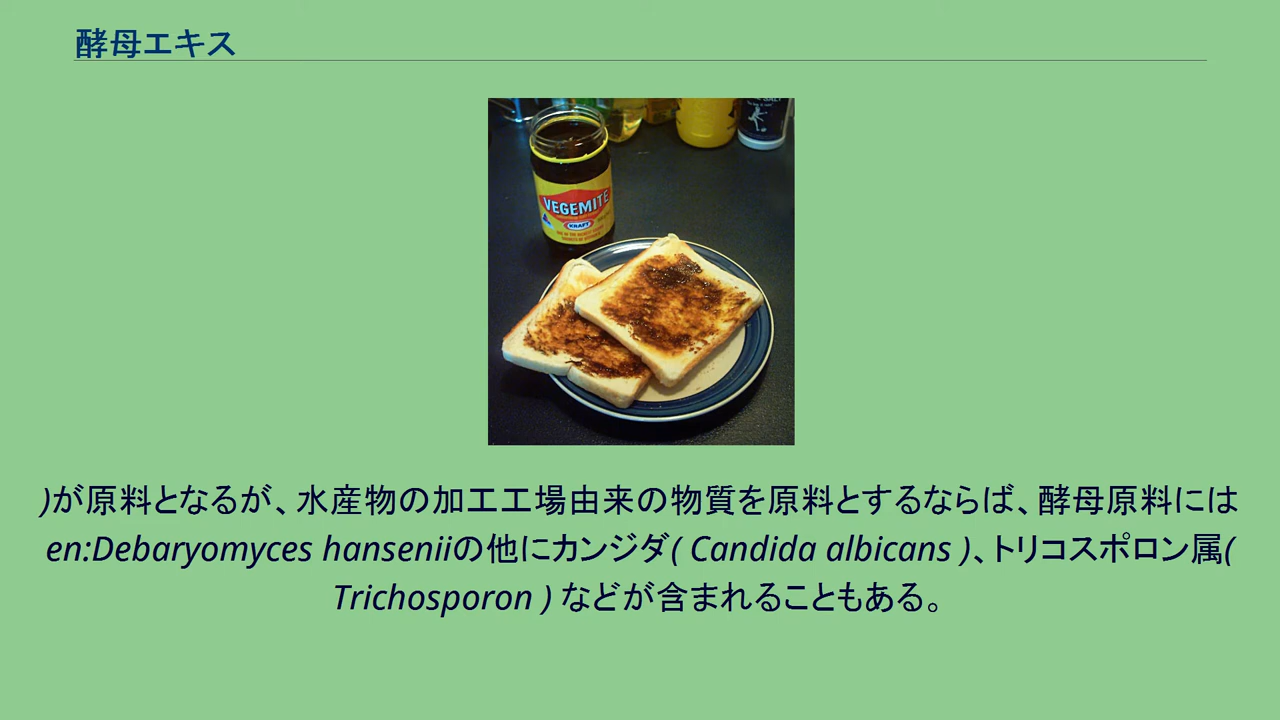 酵母エキス
SALT
VEGEMITE
KRAFT
)が原料となるが、水産物の加工工場由来の物質を原料とするならば、酵母原料には
en:Debaryomyces hanseniiの他にカンジダ( Candida albicans )、トリコスポロン属(
Trichosporon ) などが含まれることもある。